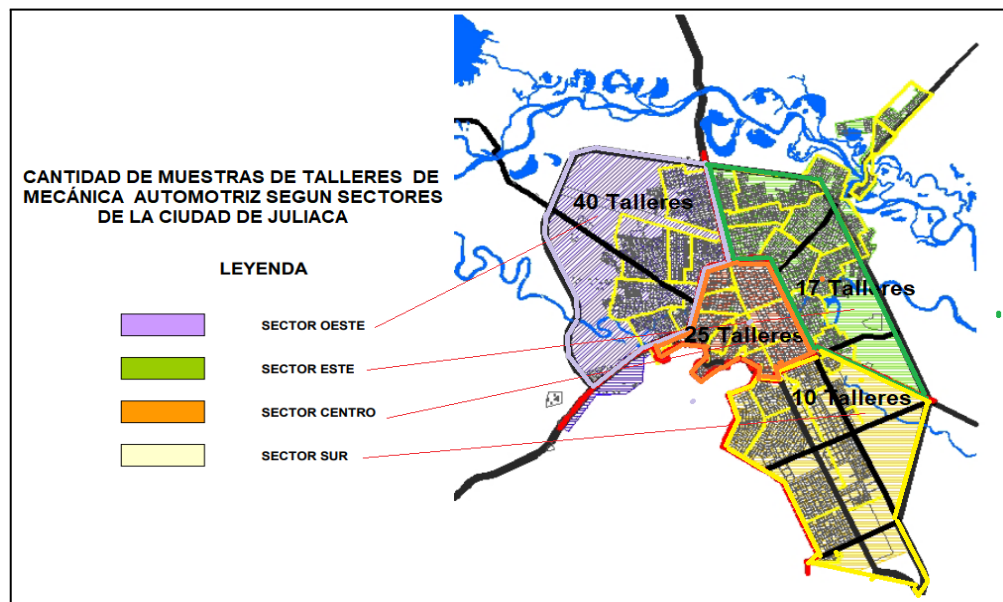 CANTIDAD DE MUESTRAS DE TALLERES DE
MECÁNICA AUTOMOTRIZ SEGUN SECTORES
DE LA CIUDAD DE JULIACA
LEYENDA
SECTOR OESTE
SECTOR ESTE
SECTOR CENTRO
SECTOR SUR
40 Talleres
17 Talleres
25 Talleres
10 Talleres